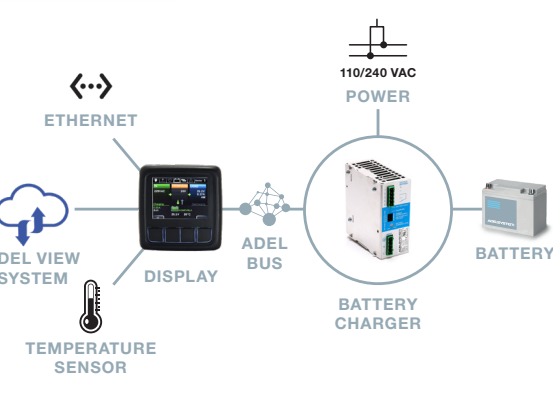 110/240 VAC
POWER
ETHERNET
DEL VIEW
SYSTEM
DISPLAY
ADEL
BUS
BATTERY
BATTERY
CHARGER
TEMPERATURE
SENSOR